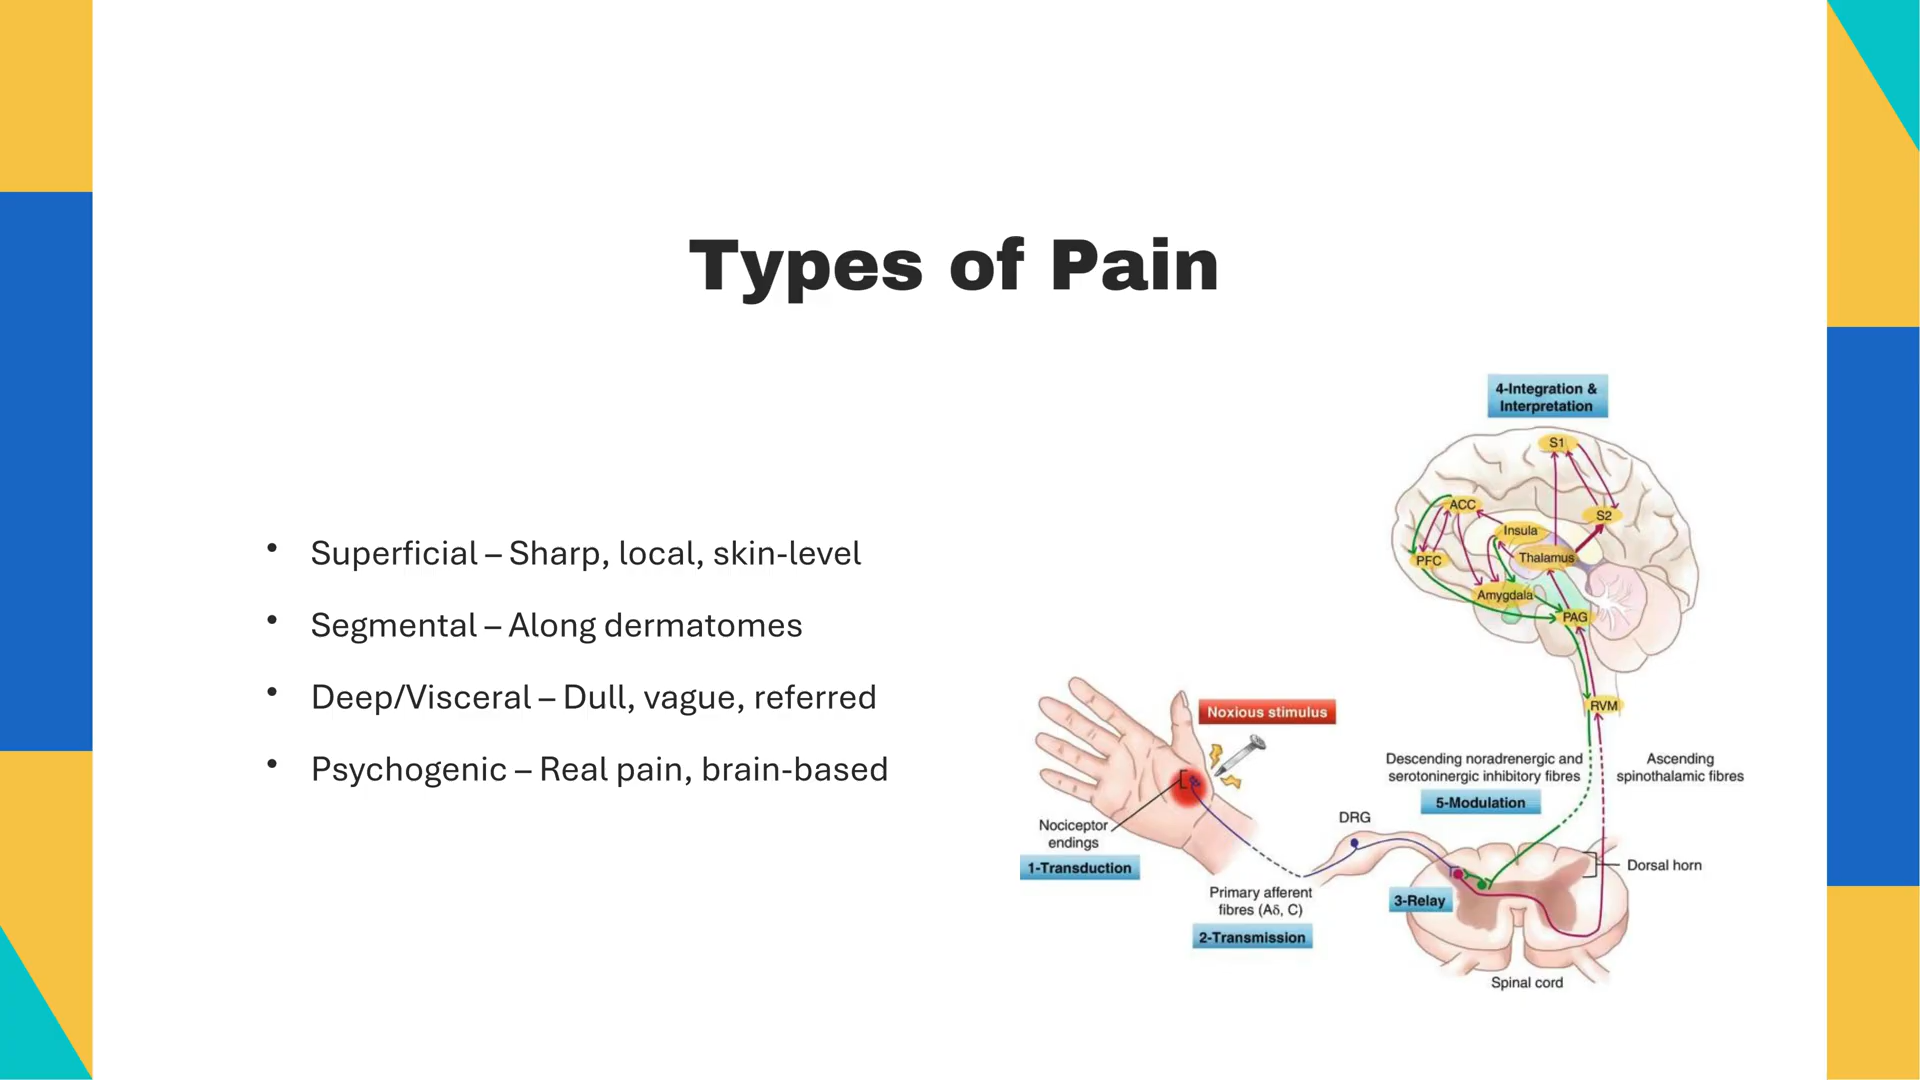 Types of Pain
• Superficial – Sharp, local, skin-level
• Segmental – Along dermatomes
• Deep/Visceral – Dull, vague, referred
• Psychogenic – Real pain, brain-based
4-Integration &
Interpretation
S1
ACC
S2
Insula
PFC
Thalamus
Amygdala
PAG
RVM
Noxious stimulus
Descending noradrenergic and
serotoninergic inhibitory fibres
5-Modulation
Ascending
spinothalamic fibres
Nociceptor
endings
1-Transduction
DRG
Primary afferent
fibres (Aδ, C)
2-Transmission
3-Relay
Dorsal horn
Spinal cord